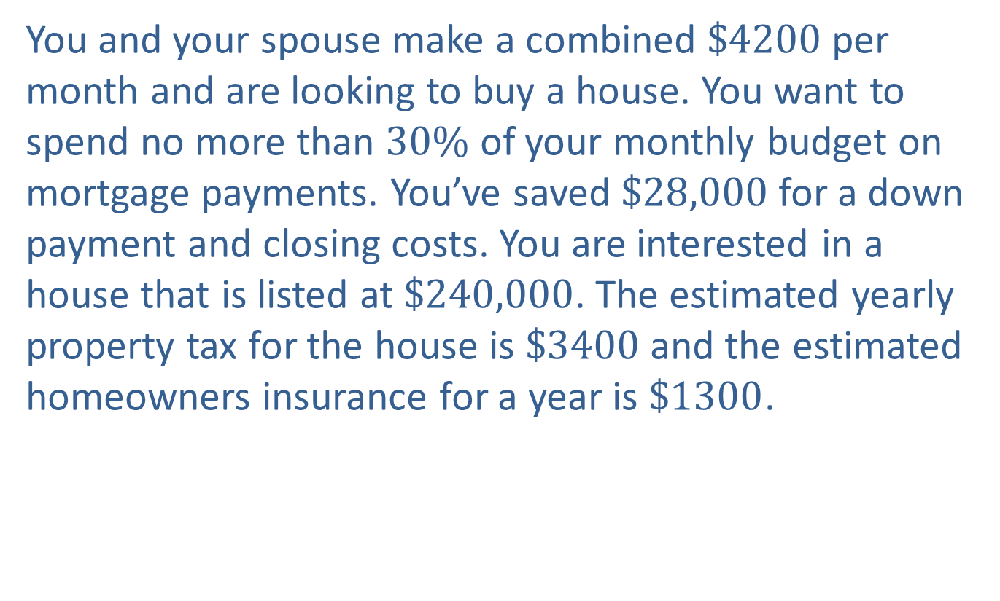 You and your spouse make a combined $4200 per
month and are looking to buy a house. You want to
spend no more than 30% of your monthly budget on
mortgage payments. You’ve saved $28,000 for a down
payment and closing costs. You are interested in a
house that is listed at $240,000. The estimated yearly
property tax for the house is $3400 and the estimated
homeowners insurance for a year is $1300.